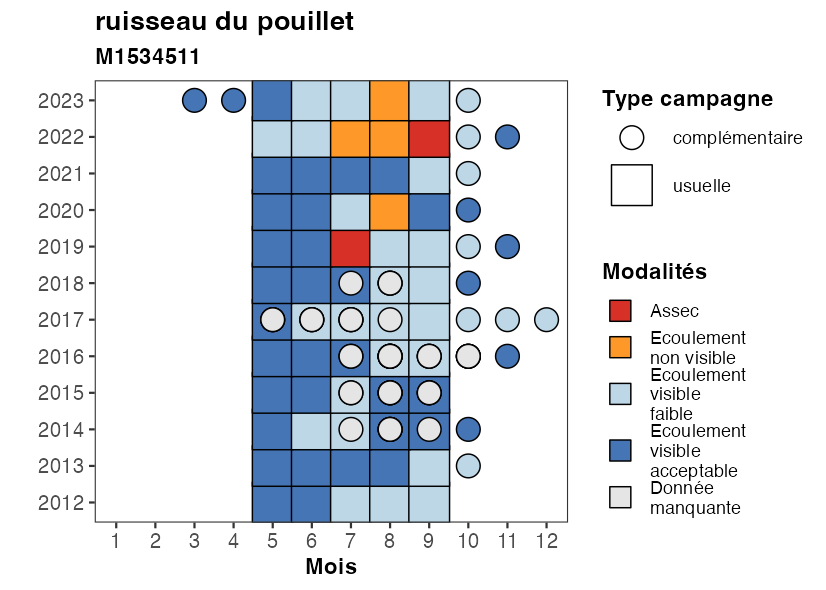 ruisseau du pouillet
M1534511
2023
2022
2021
2020
2019
2018
2017
2016
2015
2014
2013
2012
1 2 3 4 5 6 7 8 9 10 11 12
Mois
Type campagne
complémentaire
usuelle
Modalités
Assec
Ecoulement
non visible
Ecoulement
visible
faible
Ecoulement
visible
acceptable
Donnée
manquante